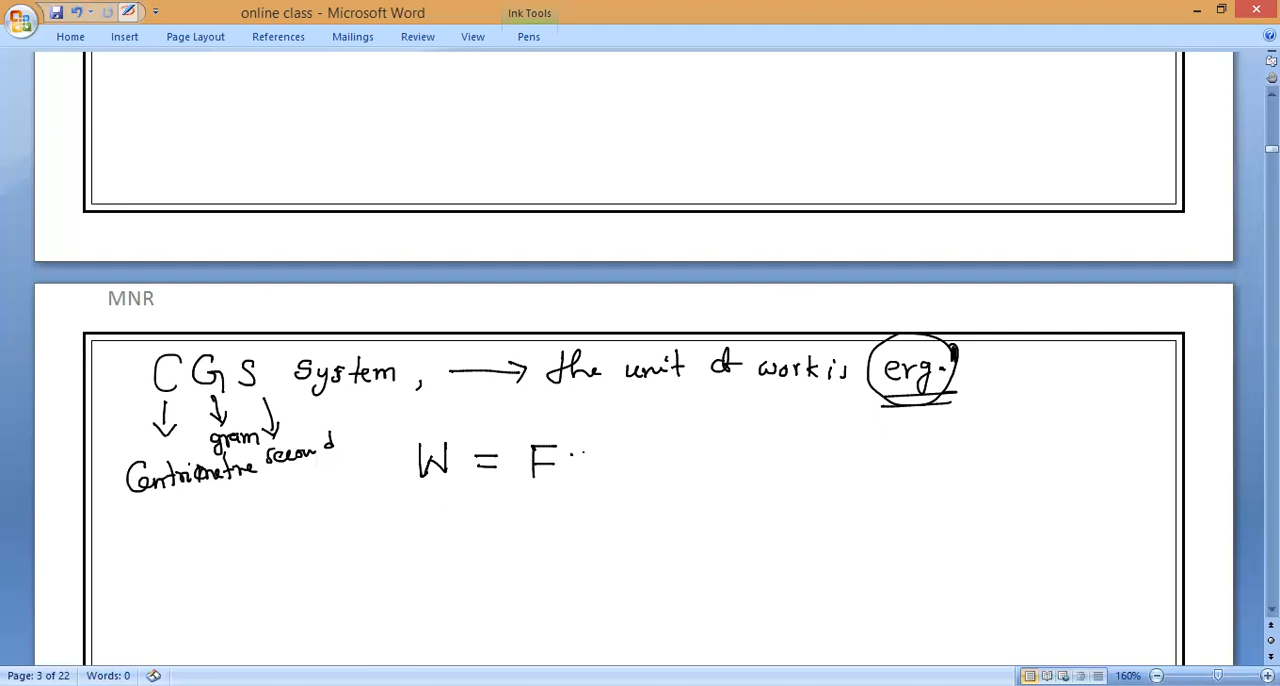 online class - Microsoft Word
Ink Tools
Home Insert Page Layout References Mailings Review View Pens
MNR
CGS system, → the unit of work is erg.
gram
Centrimetre second
W = F
Page: 3 of 22 Words: 0 160%